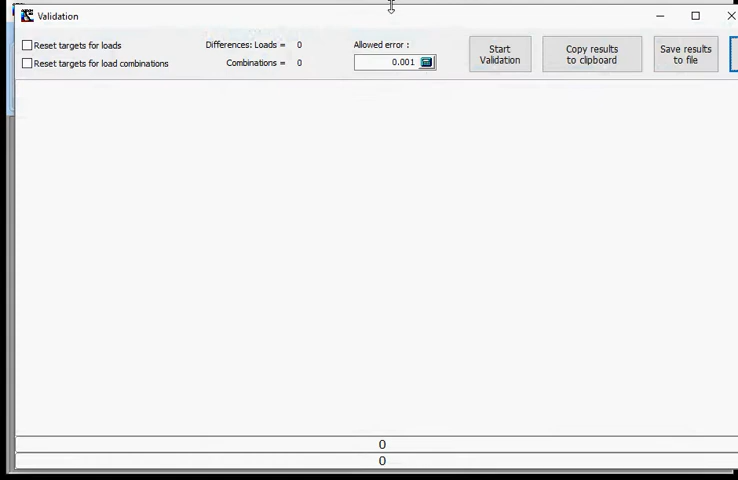 Validation
Reset targets for loads
Reset targets for load combinations
Differences: Loads = 0
Combinations = 0
Allowed error :
0.001
Start
Validation
Copy results
to clipboard
Save results
to file
0
0